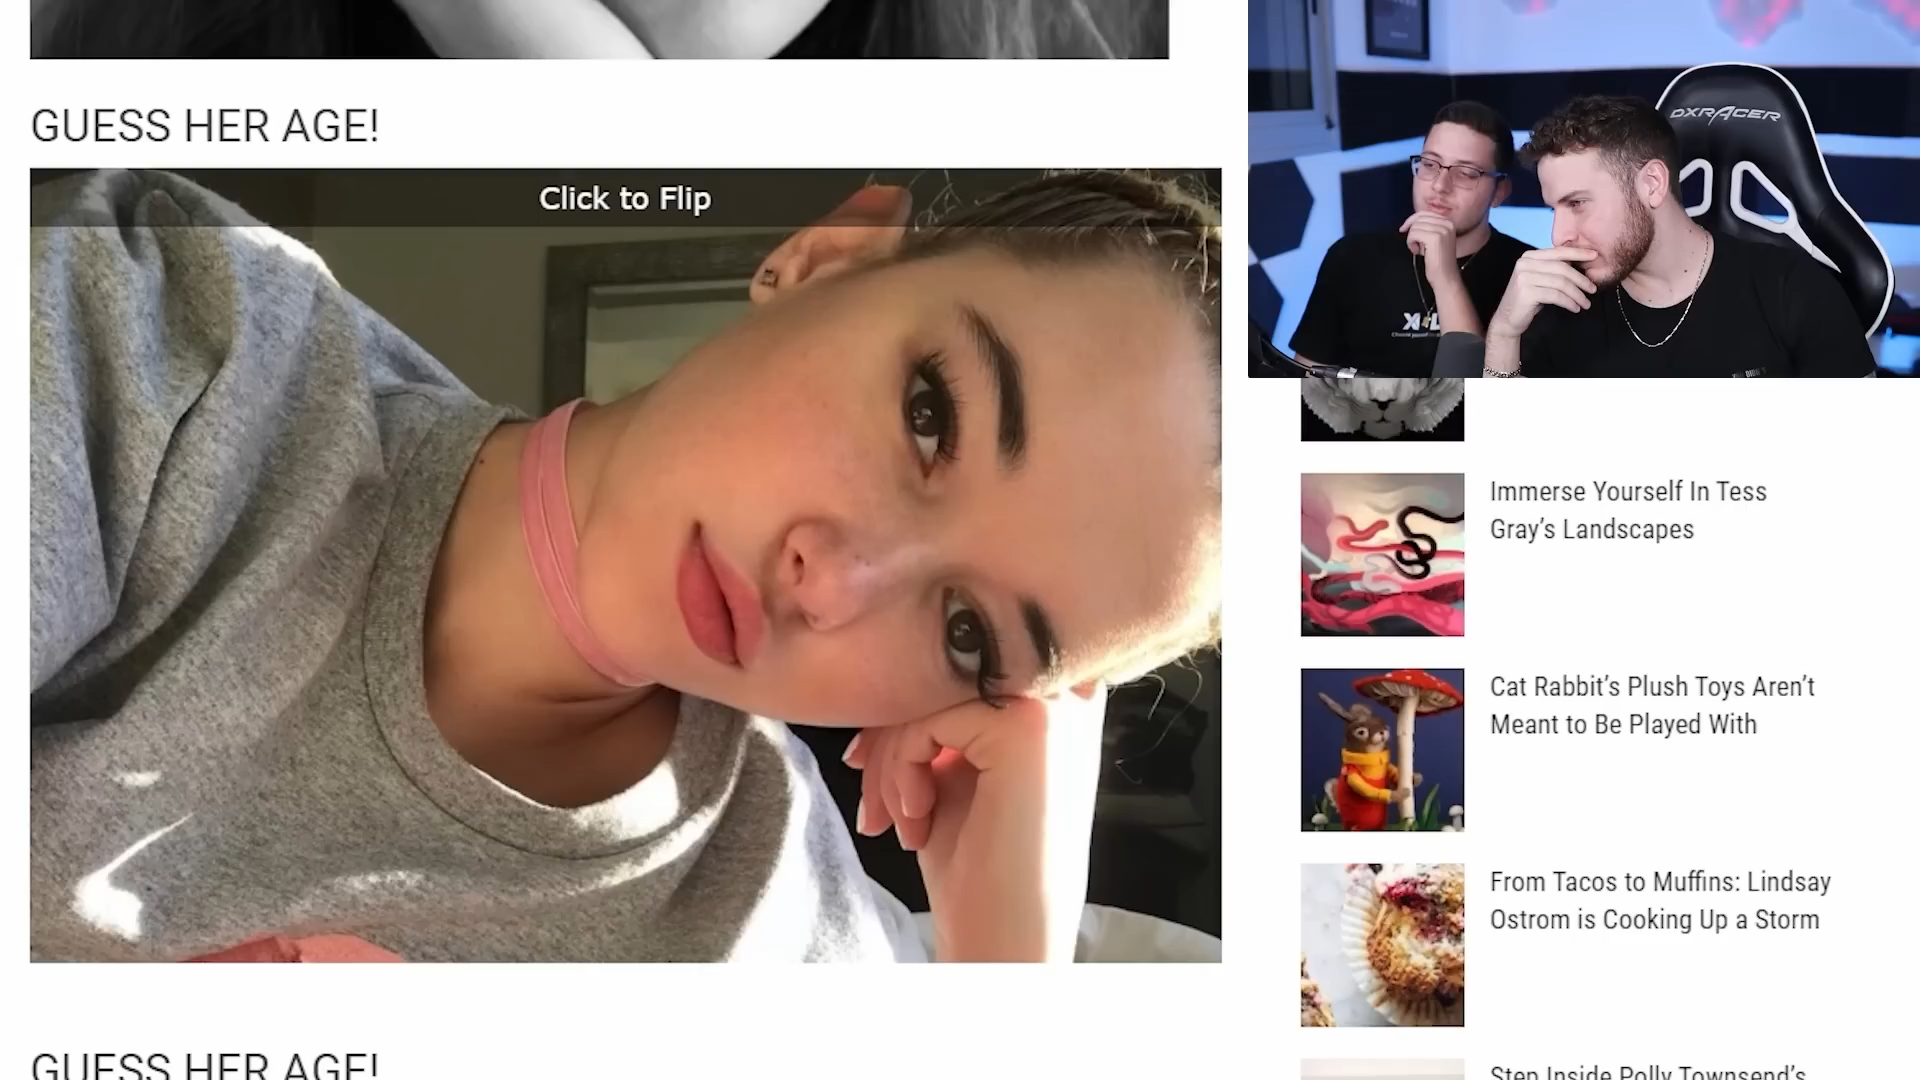 GUESS HER AGE!
Click to Flip
DXRACER
Immerse Yourself In Tess
Gray’s Landscapes
Cat Rabbit’s Plush Toys Aren’t
Meant to Be Played With
From Tacos to Muffins: Lindsay
Ostrom is Cooking Up a Storm
GUESS HER AGE!
Step Inside Polly Townsend’s